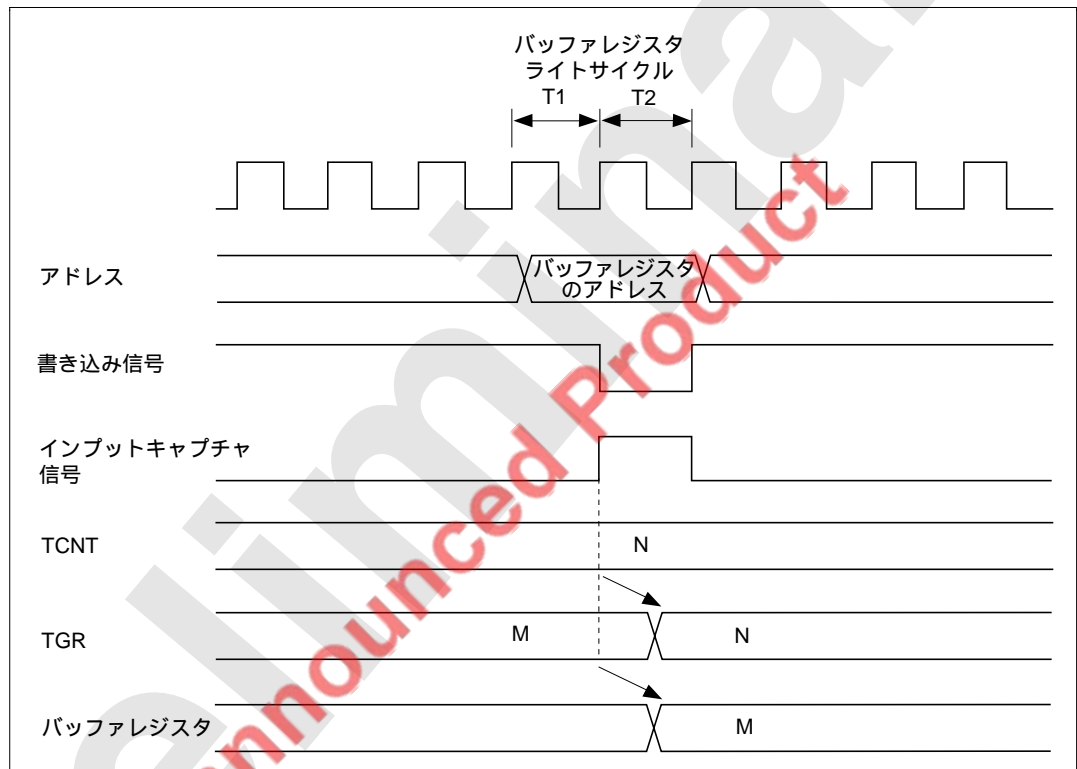 バッファレジスタ
ライトサイクル
T1 T2
アドレス
バッファレジスタ
のアドレス
書き込み信号
インプットキャプチャ
信号
TCNT
N
TGR
M
N
バッファレジスタ
M